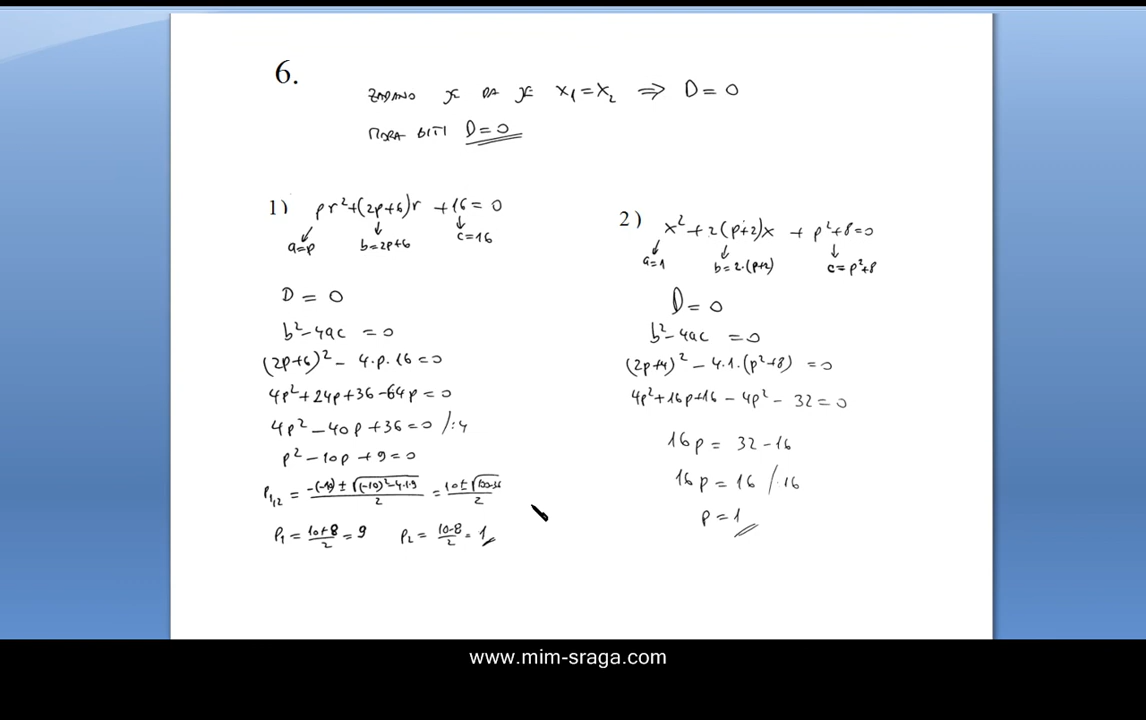 6.
ZADANO JE DA JE x₁=x₂ ⇒ D=0
MORA BITI D=0
1) pr²+(2p+6)r +16=0
a=p b=2p+6 c=16
D = 0
b²-4ac = 0
(2p+6)² - 4·p·16=0
4p²+24p+36-64p=0
4p²-40p+36=0 /:4
p²-10p+9=0
p₁,₂ = -(-10) ± √(-10)²-4·1·9 / 2 = 10±√100-36 / 2
p₁ = 10+8 / 2 = 9 p₂ = 10-8 / 2 = 1
2) x²+2(p+2)x + p²+8=0
a=1 b=2·(p+2) c=p²+8
D = 0
b²-4ac = 0
(2p+4)² - 4·1·(p²+8) = 0
4p²+16p+16 - 4p² - 32 = 0
16p = 32-16
16p = 16 /:16
p = 1
www.mim-sraga.com